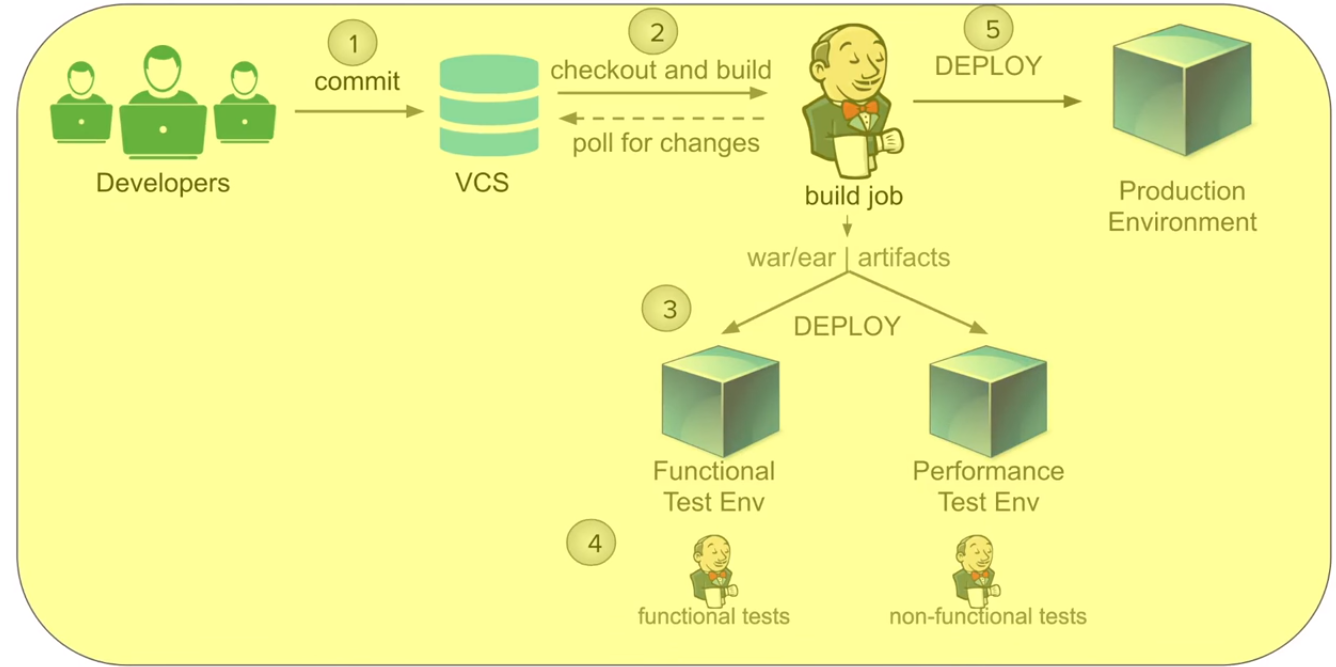 1
commit
Developers
VCS
2
checkout and build
poll for changes
build job
5
DEPLOY
Production
Environment
war/ear | artifacts
3
DEPLOY
Functional
Test Env
Performance
Test Env
4
functional tests
non-functional tests